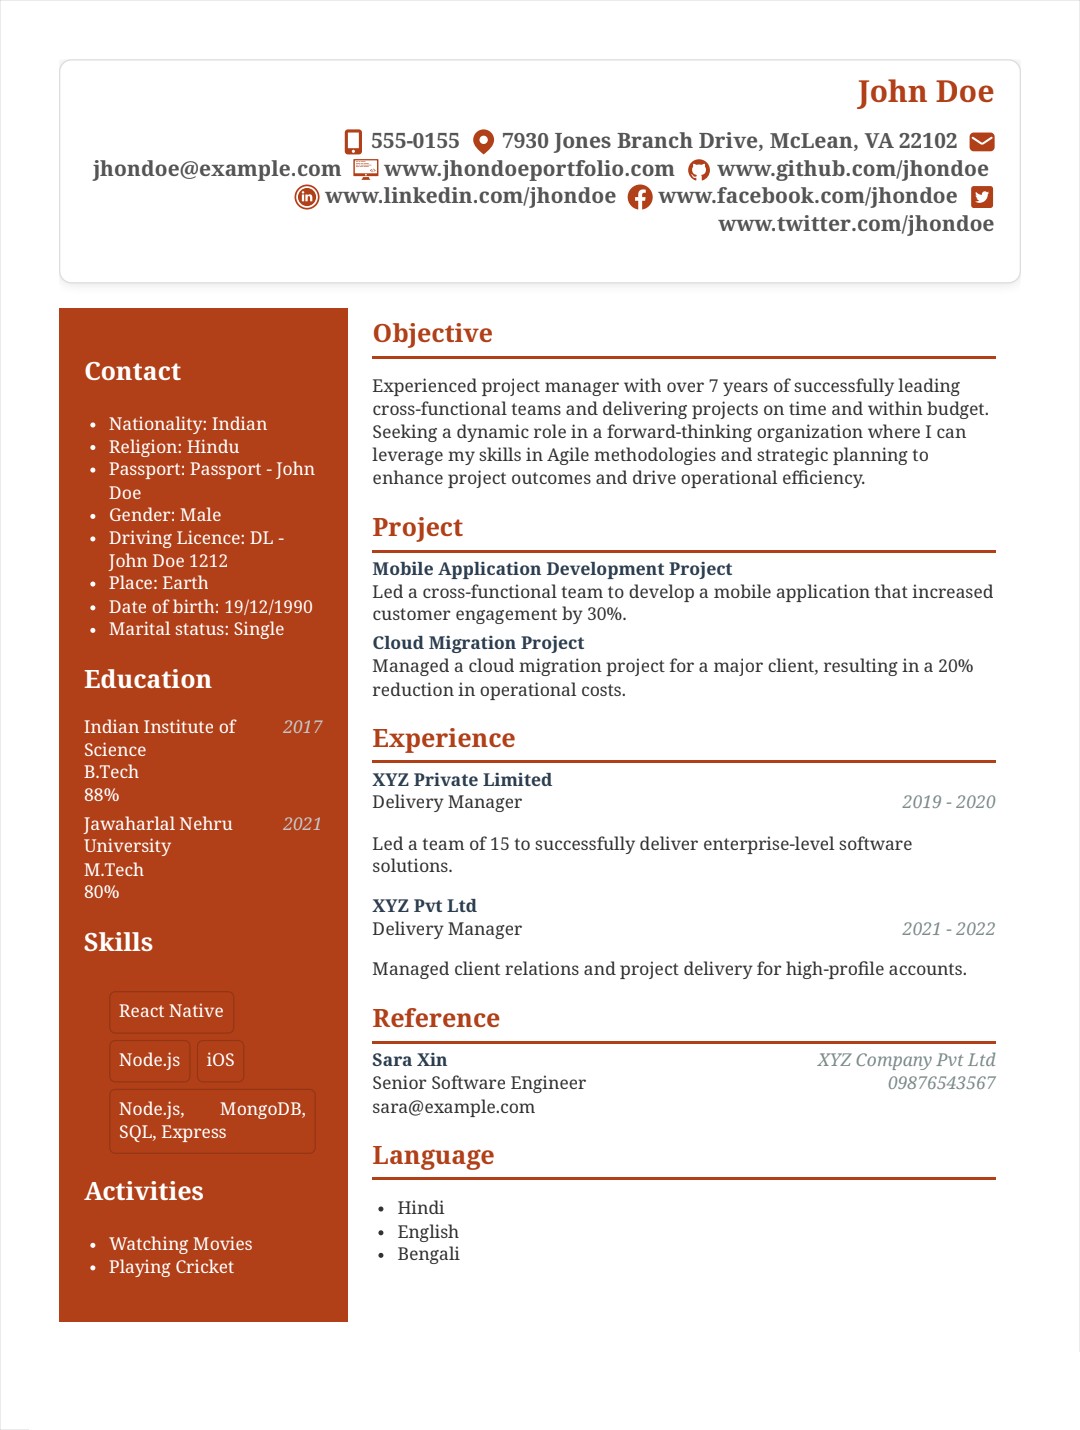 John Doe
555-0155 7930 Jones Branch Drive, McLean, VA 22102
jhondoe@example.com www.jhondoeportfolio.com www.github.com/jhondoe
www.linkedin.com/jhondoe www.facebook.com/jhondoe
www.twitter.com/jhondoe
Contact
• Nationality: Indian
• Religion: Hindu
• Passport: Passport - John
Doe
• Gender: Male
• Driving Licence: DL -
John Doe 1212
• Place: Earth
• Date of birth: 19/12/1990
• Marital status: Single
Education
Indian Institute of 2017
Science
B.Tech
88%
Jawaharlal Nehru 2021
University
M.Tech
80%
Skills
React Native
Node.js iOS
Node.js, MongoDB,
SQL, Express
Activities
• Watching Movies
• Playing Cricket
Objective
Experienced project manager with over 7 years of successfully leading
cross-functional teams and delivering projects on time and within budget.
Seeking a dynamic role in a forward-thinking organization where I can
leverage my skills in Agile methodologies and strategic planning to
enhance project outcomes and drive operational efficiency.
Project
Mobile Application Development Project
Led a cross-functional team to develop a mobile application that increased
customer engagement by 30%.
Cloud Migration Project
Managed a cloud migration project for a major client, resulting in a 20%
reduction in operational costs.
Experience
XYZ Private Limited
Delivery Manager 2019 - 2020
Led a team of 15 to successfully deliver enterprise-level software
solutions.
XYZ Pvt Ltd
Delivery Manager 2021 - 2022
Managed client relations and project delivery for high-profile accounts.
Reference
Sara Xin XYZ Company Pvt Ltd
Senior Software Engineer 09876543567
sara@example.com
Language
• Hindi
• English
• Bengali